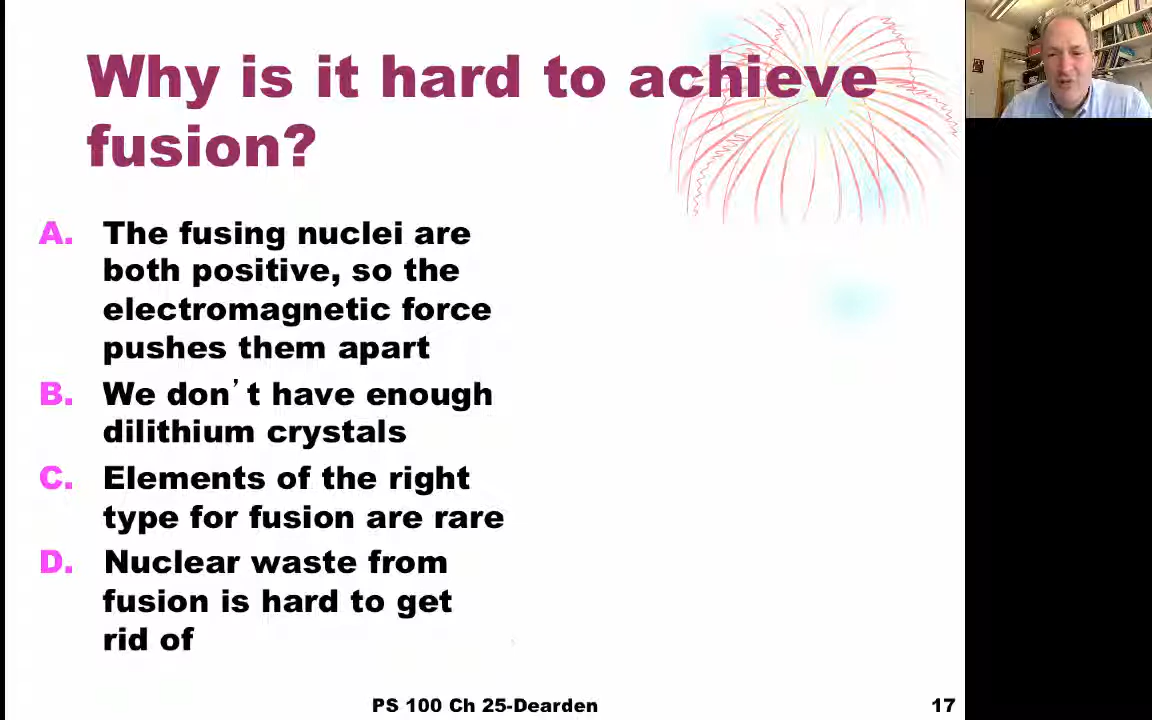 Why is it hard to achieve
fusion?
A. The fusing nuclei are
both positive, so the
electromagnetic force
pushes them apart
B. We don’t have enough
dilithium crystals
C. Elements of the right
type for fusion are rare
D. Nuclear waste from
fusion is hard to get
rid of
PS 100 Ch 25-Dearden
17